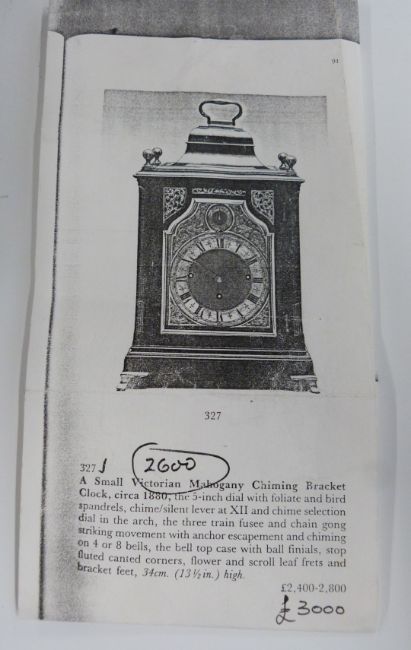 91
327
327 2600
A Small Victorian Mahogany Chiming Bracket
Clock, circa 1880, the 5-inch dial with foliate and bird
spandrels, chime/silent lever at XII and chime selection
dial in the arch, the three train fusee and chain gong
striking movement with anchor escapement and chiming
on 4 or 8 bells, the bell top case with ball finials, stop
fluted canted corners, flower and scroll leaf frets and
bracket feet, 34cm. (13½in.) high.
£2,400-2,800
£3000